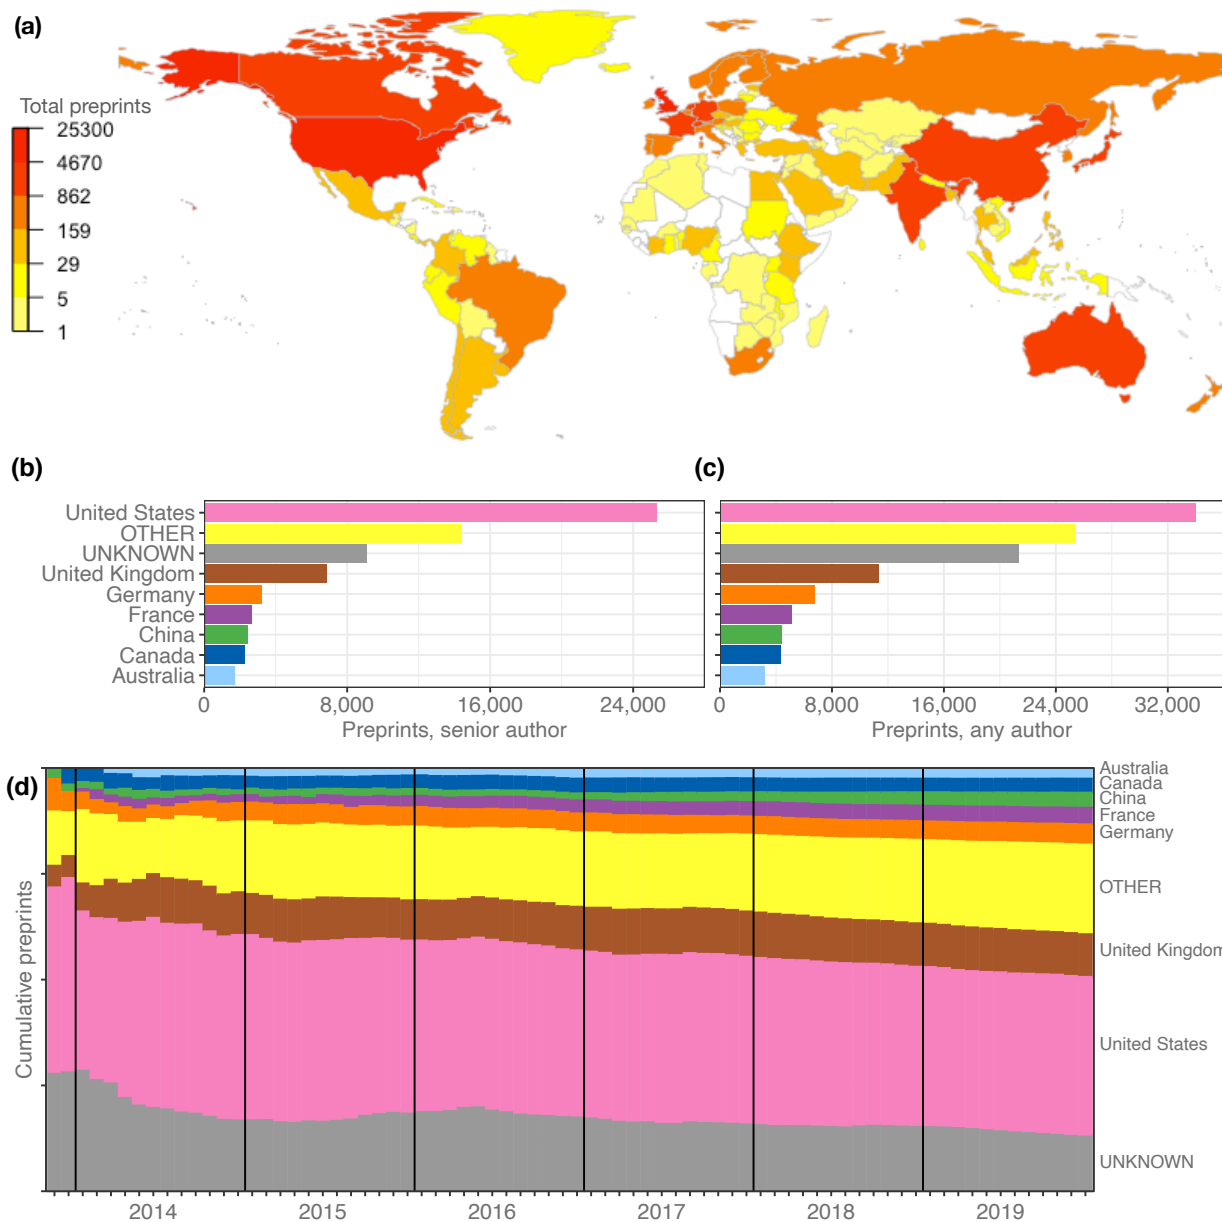 (a)
Total preprints
25300
4670
862
159
29
5
1
(b)
United States
OTHER
UNKNOWN
United Kingdom
Germany
France
China
Canada
Australia
0
8,000
16,000
24,000
Preprints, senior author
(c)
0
8,000
16,000
24,000
32,000
Preprints, any author
(d)
Cumulative preprints
Australia
Canada
China
France
Germany
OTHER
United Kingdom
United States
UNKNOWN
2014
2015
2016
2017
2018
2019